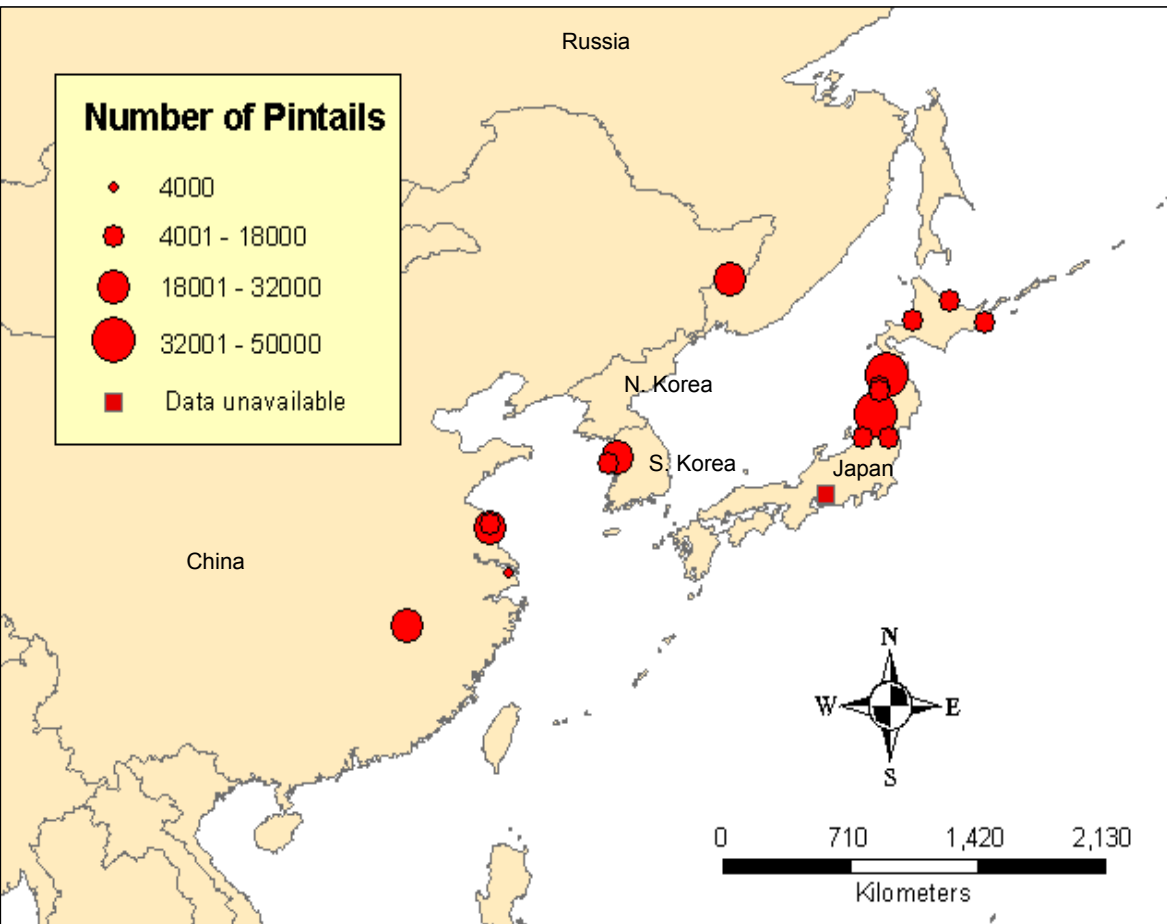 Russia
Number of Pintails
4000
4001 - 18000
18001 - 32000
32001 - 50000
Data unavailable
N. Korea
S. Korea
Japan
China
N
W E
S
0 710 1,420 2,130
Kilometers